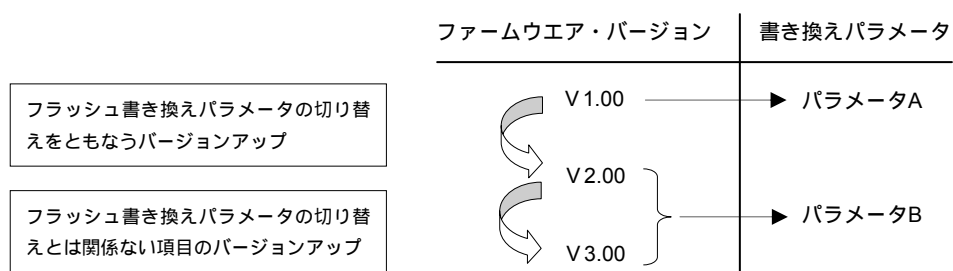 ファームウエア・バージョン 書き換えパラメータ
フラッシュ書き換えパラメータの切り替
えをともなうバージョンアップ
V 1.00 パラメータA
V 2.00
フラッシュ書き換えパラメータの切り替
えとは関係ない項目のバージョンアップ
パラメータB
V 3.00